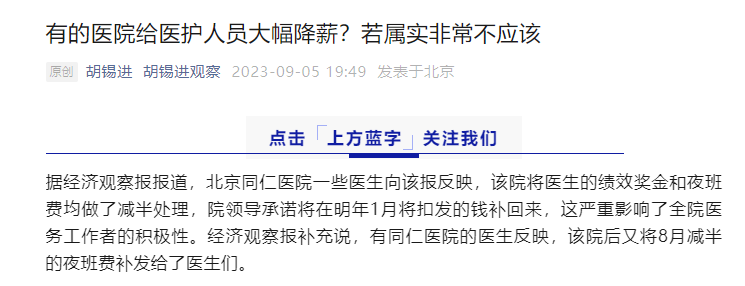 有的医院给医护人员大幅降薪？若属实非常不应该
原创 胡锡进 胡锡进观察 2023-09-05 19:49 发表于北京
点击 上方蓝字 关注我们
据经济观察报报道，北京同仁医院一些医生向该报反映，该院将医生的绩效奖金和夜班
费均做了减半处理，院领导承诺将在明年1月将扣发的钱补回来，这严重影响了全院医
务工作者的积极性。经济观察报补充说，有同仁医院的医生反映，该院后又将8月减半
的夜班费补发给了医生们。